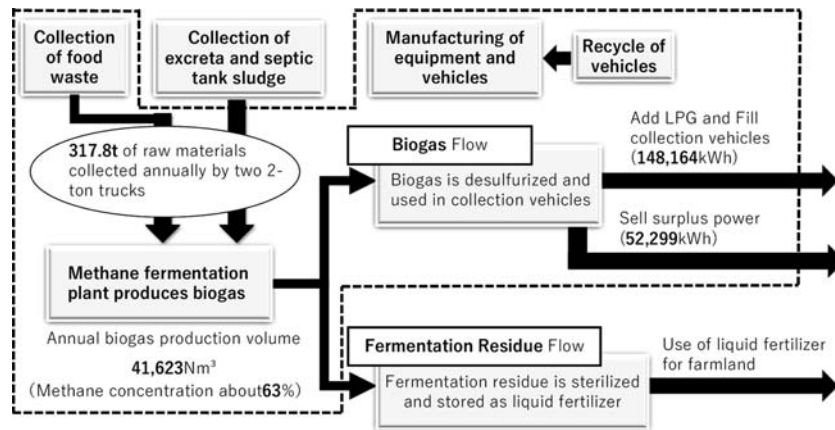 Collection
of food
waste
Collection of
excreta and septic
tank sludge
Manufacturing of
equipment and
vehicles
Recycle of
vehicles
317.8t of raw materials
collected annually by two 2-
ton trucks
Biogas Flow
Biogas is desulfurized and
used in collection vehicles
Add LPG and Fill
collection vehicles
(148,164kWh)
Sell surplus power
(52,299kWh)
Methane fermentation
plant produces biogas
Annual biogas production volume
41,623Nm³
(Methane concentration about63%)
Fermentation Residue Flow
Fermentation residue is sterilized
and stored as liquid fertilizer
Use of liquid fertilizer
for farmland